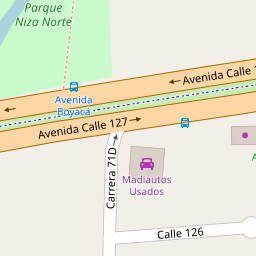 Parque
Niza Norte
Avenida Calle 1
Avenida
Boyacá
Avenida Calle 127
Carrera 71D
Madiautos
Usados
A
Calle 126